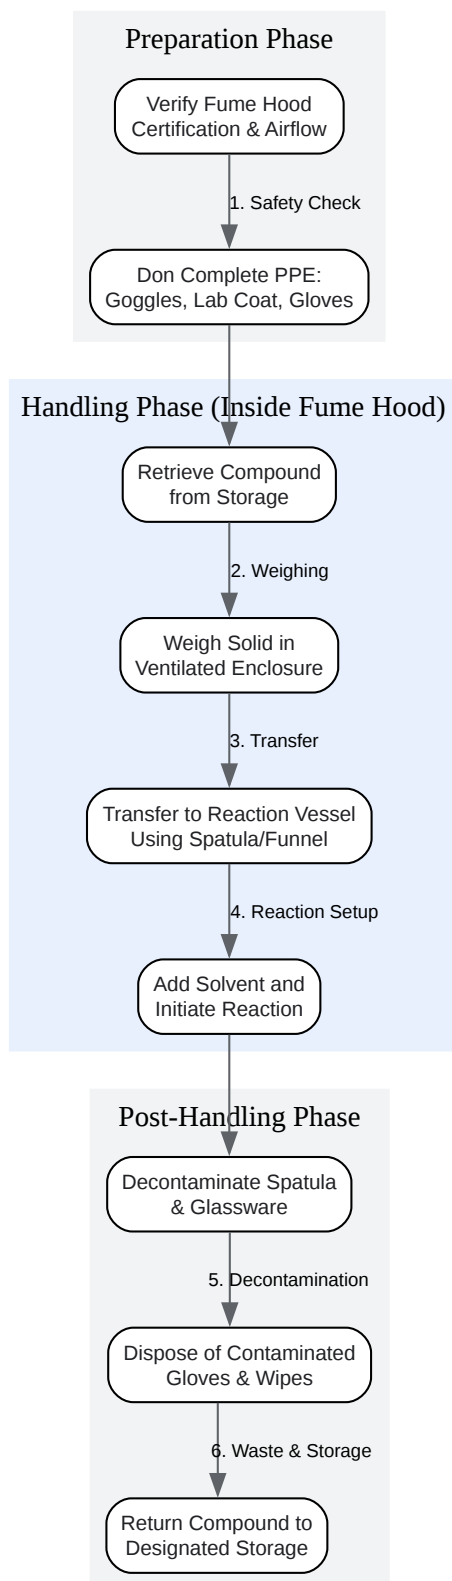 Preparation Phase
Verify Fume Hood
Certification & Airflow
1. Safety Check
Don Complete PPE:
Goggles, Lab Coat, Gloves
Handling Phase (Inside Fume Hood)
Retrieve Compound
from Storage
2. Weighing
Weigh Solid in
Ventilated Enclosure
3. Transfer
Transfer to Reaction Vessel
Using Spatula/Funnel
4. Reaction Setup
Add Solvent and
Initiate Reaction
Post-Handling Phase
Decontaminate Spatula
& Glassware
5. Decontamination
Dispose of Contaminated
Gloves & Wipes
6. Waste & Storage
Return Compound to
Designated Storage